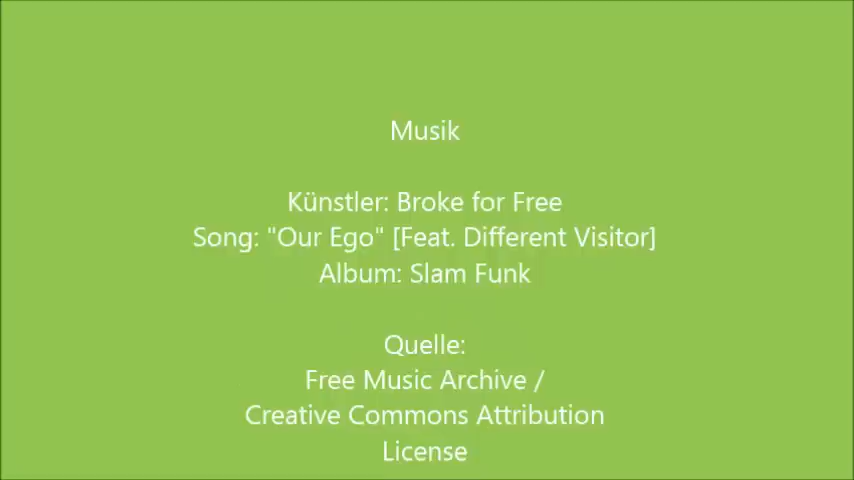 Musik
Künstler: Broke for Free
Song: "Our Ego" [Feat. Different Visitor]
Album: Slam Funk
Quelle:
Free Music Archive /
Creative Commons Attribution
License